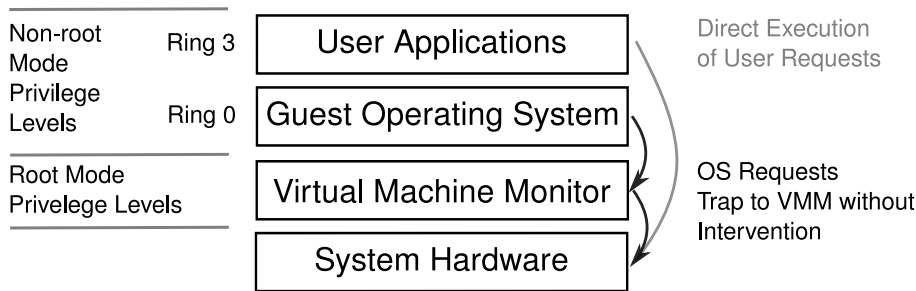 Non-root
Mode
Privilege
Levels
Ring 3
Ring 0
Root Mode
Privelege Levels
User Applications
Guest Operating System
Virtual Machine Monitor
System Hardware
Direct Execution
of User Requests
OS Requests
Trap to VMM without
Intervention